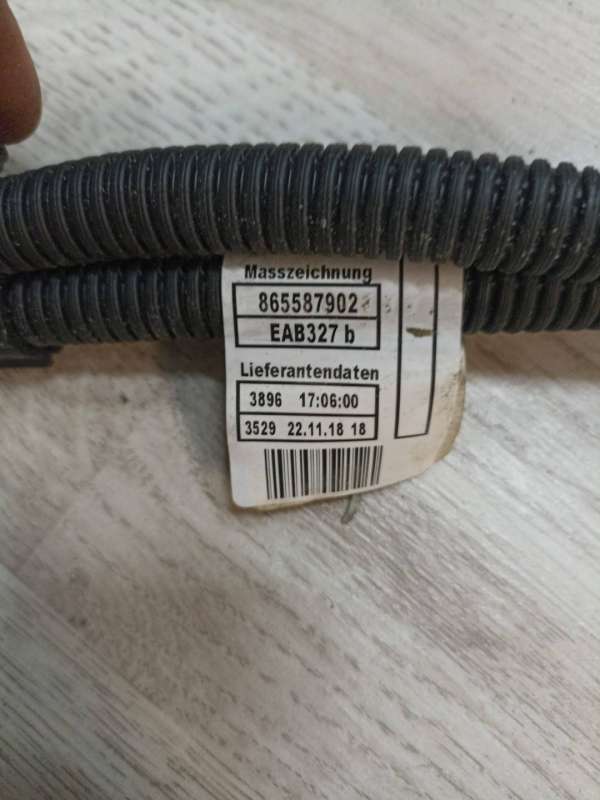 Masszeichnung
865587902
EAB327 b
Lieferantendaten
3896 17:06:00
3529 22.11.18 18